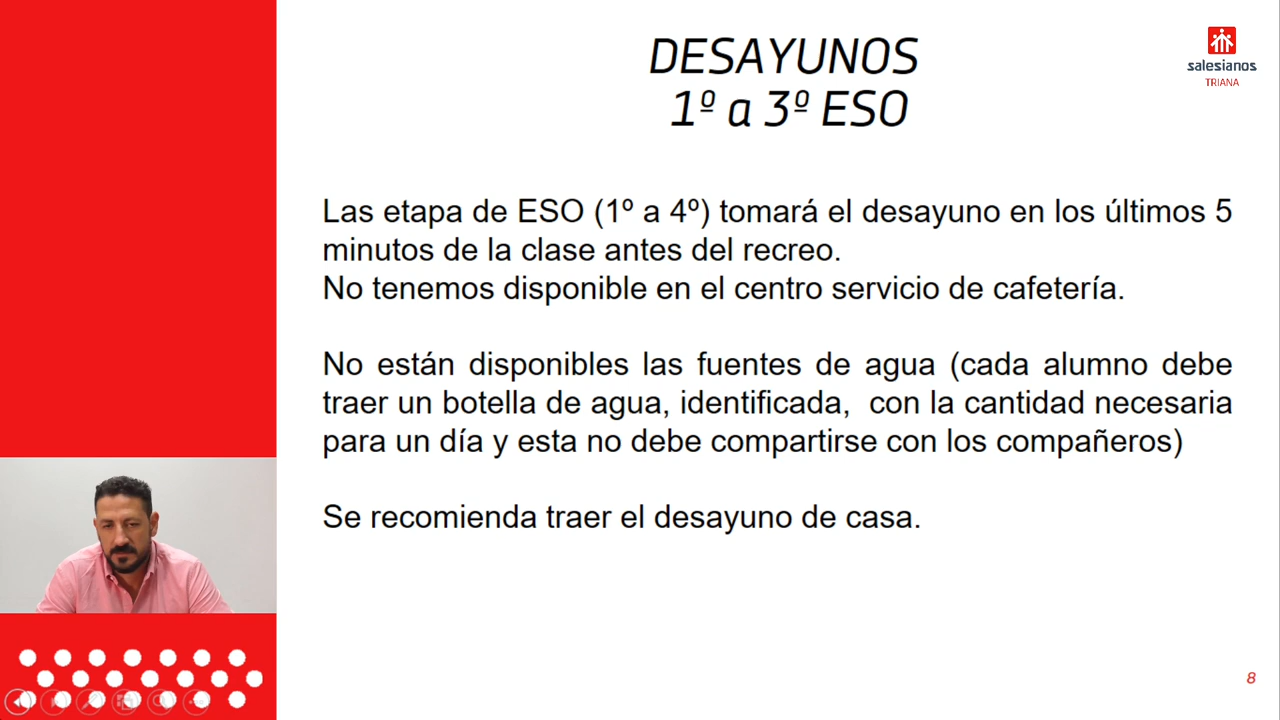 DESAYUNOS
1º a 3º ESO
salesianos
TRIANA
Las etapa de ESO (1º a 4º) tomará el desayuno en los últimos 5
minutos de la clase antes del recreo.
No tenemos disponible en el centro servicio de cafetería.
No están disponibles las fuentes de agua (cada alumno debe
traer un botella de agua, identificada,  con la cantidad necesaria
para un día y esta no debe compartirse con los compañeros)
Se recomienda traer el desayuno de casa.
8